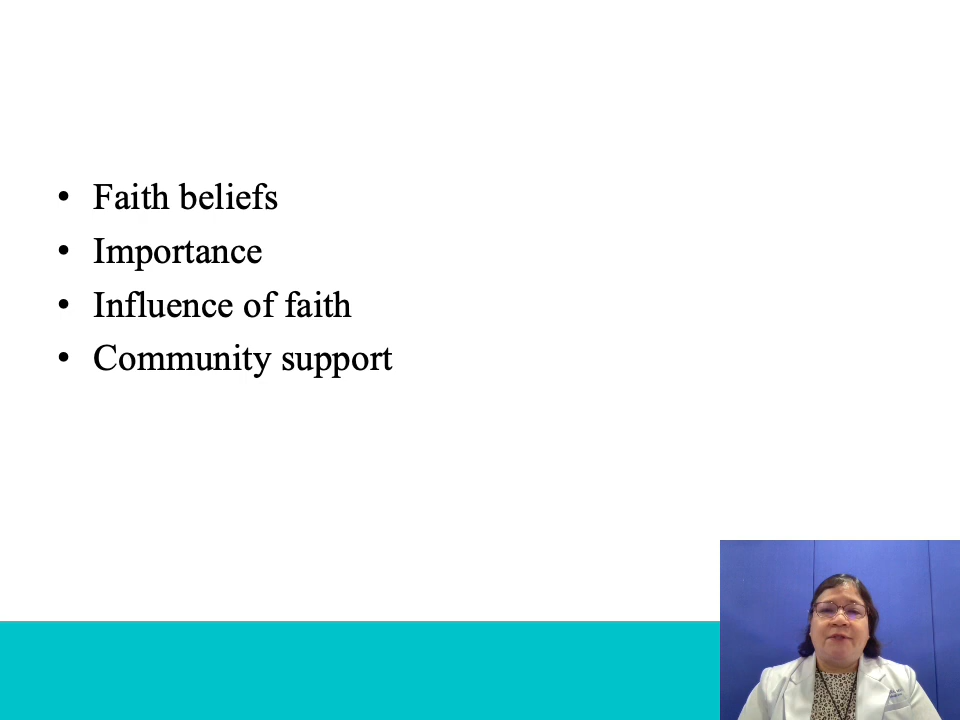 • Faith beliefs
• Importance
• Influence of faith
• Community support